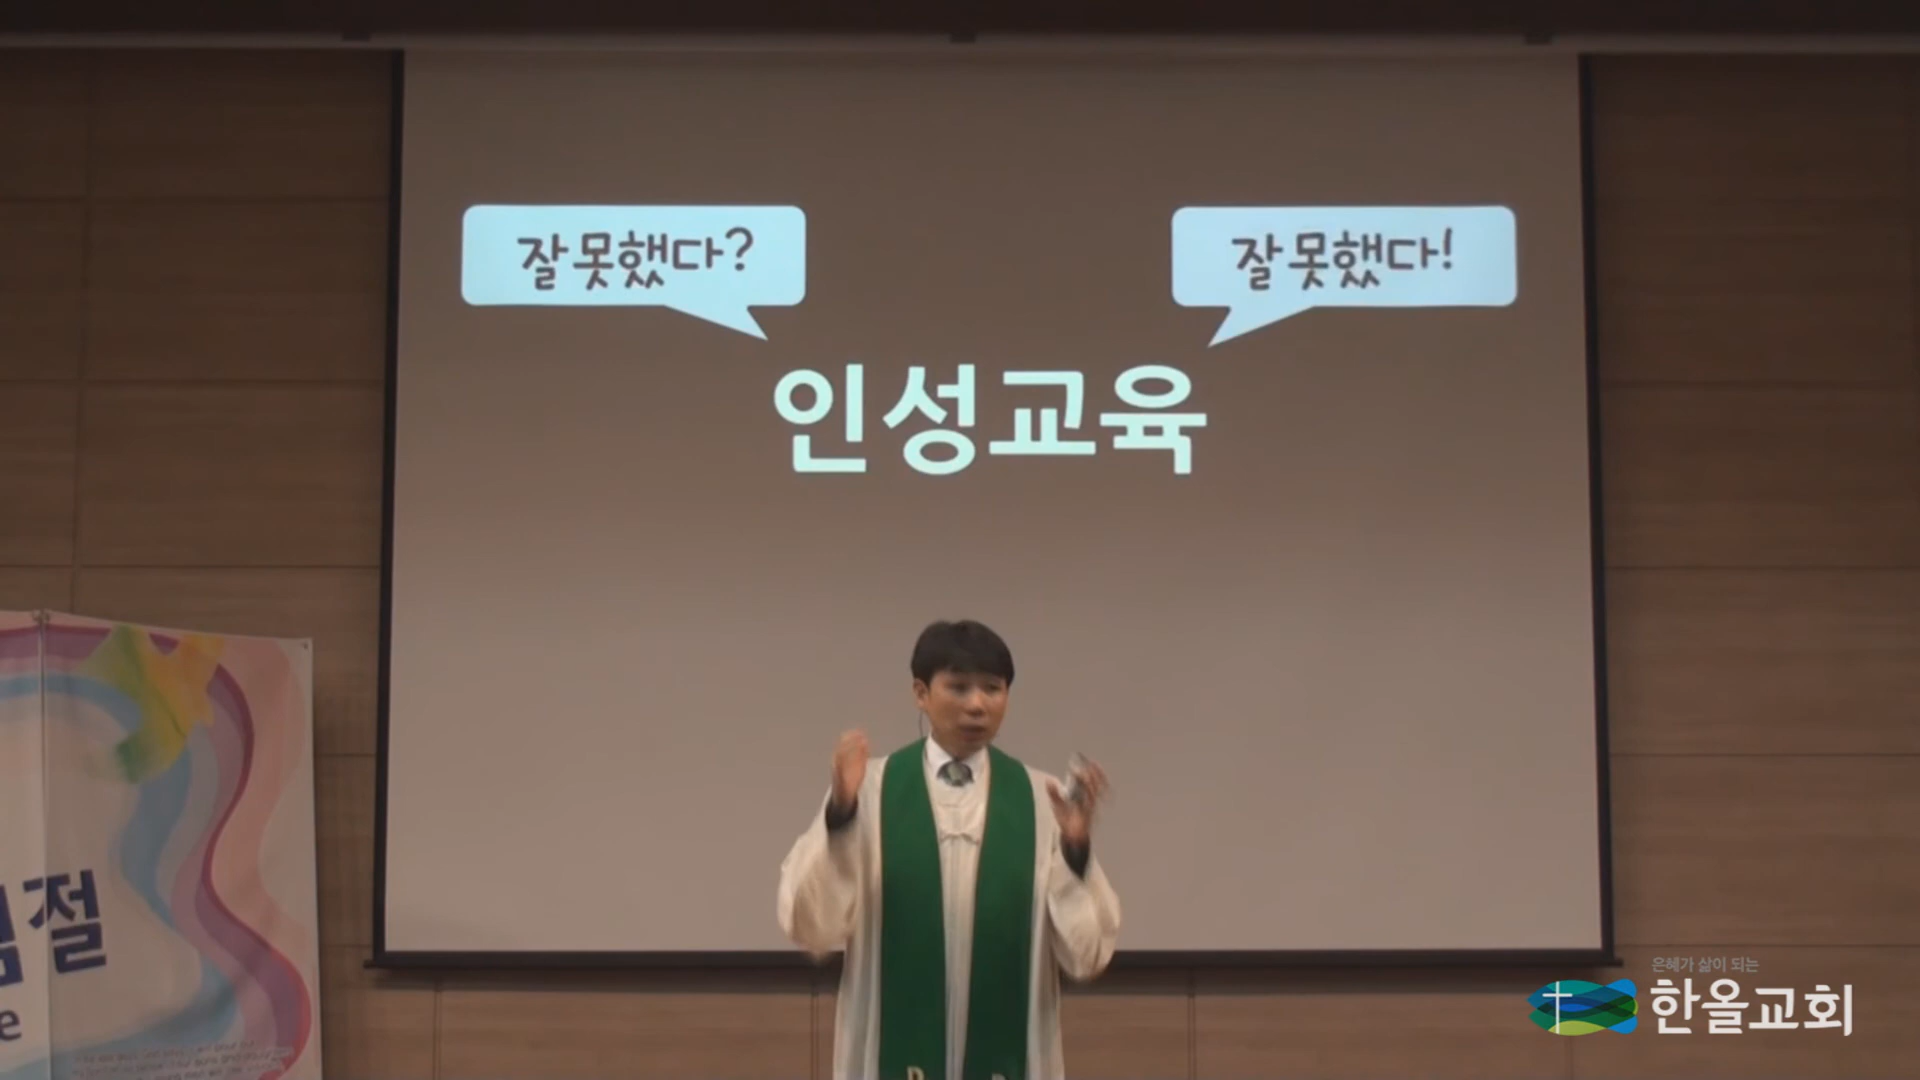 잘못했다?
잘못했다!
인성교육
절
e
은혜가 삶이 되는
한올교회